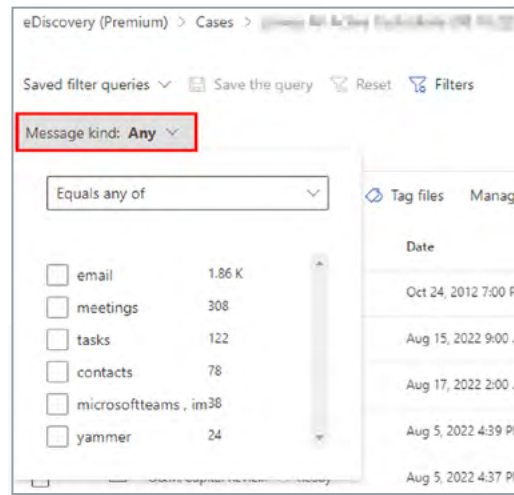 eDiscovery (Premium) > Cases >
Saved filter queries Save the query Reset Filters
Message kind: Any
Equals any of
Tag files Manag
Date
email 1.86 K
Oct 24, 2012 7:00 P
meetings 308
tasks 122
Aug 15, 2022 9:00 .
contacts 78
Aug 17, 2022 2:00 .
microsoftteams , im 38
yammer 24
Aug 5, 2022 4:39 P
Aug 5, 2022 4:37 P